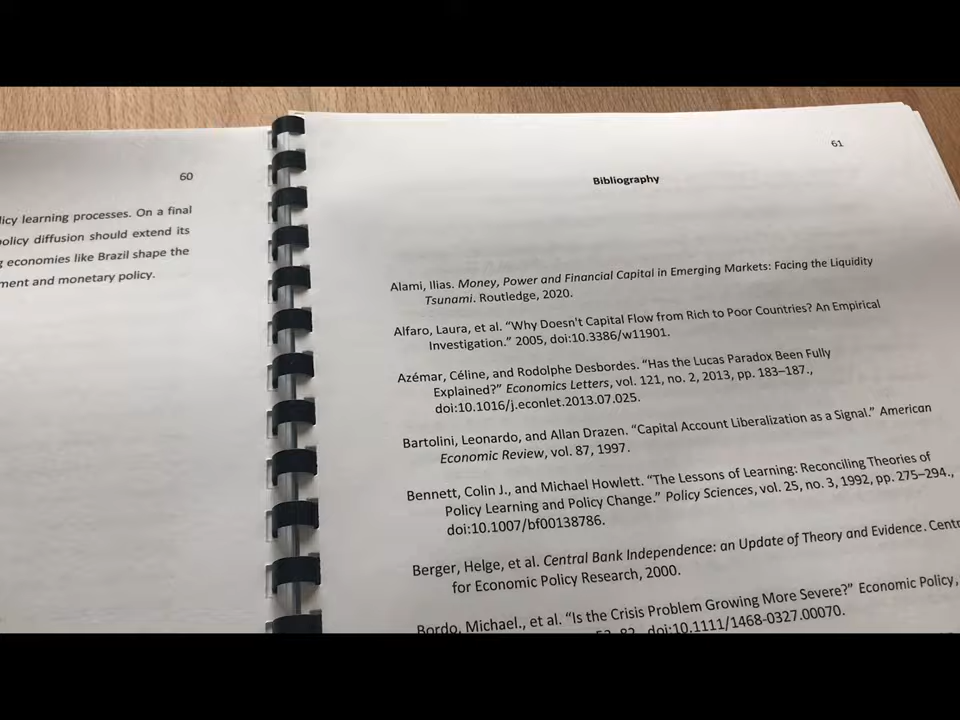 60
licy learning processes. On a final
policy diffusion should extend its
economies like Brazil shape the
ment and monetary policy.
61
Bibliography
Alami, Ilias. Money, Power and Financial Capital in Emerging Markets: Facing the Liquidity
Tsunami. Routledge, 2020.
Alfaro, Laura, et al. “Why Doesn't Capital Flow from Rich to Poor Countries? An Empirical
Investigation.” 2005, doi:10.3386/w11901.
Azémar, Céline, and Rodolphe Desbordes. “Has the Lucas Paradox Been Fully
Explained?” Economics Letters, vol. 121, no. 2, 2013, pp. 183–187.,
doi:10.1016/j.econlet.2013.07.025.
Bartolini, Leonardo, and Allan Drazen. “Capital Account Liberalization as a Signal.” American
Economic Review, vol. 87, 1997.
Bennett, Colin J., and Michael Howlett. “The Lessons of Learning: Reconciling Theories of
Policy Learning and Policy Change.” Policy Sciences, vol. 25, no. 3, 1992, pp. 275–294.,
doi:10.1007/bf00138786.
Berger, Helge, et al. Central Bank Independence: an Update of Theory and Evidence. Centr
for Economic Policy Research, 2000.
Bordo, Michael., et al. “Is the Crisis Problem Growing More Severe?” Economic Policy,
doi:10.1111/1468-0327.00070.